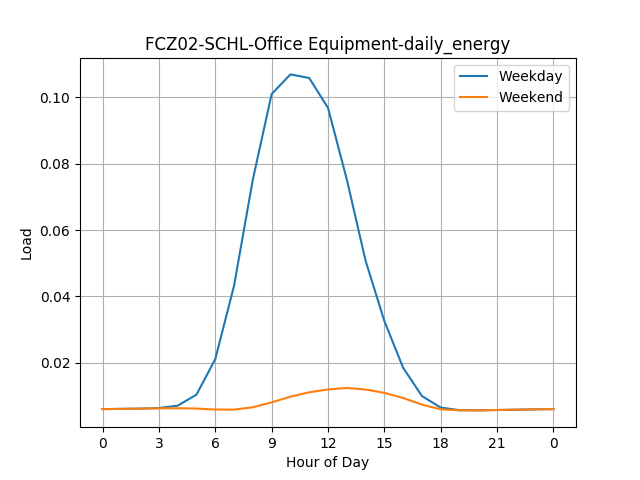 FCZ02-SCHL-Office Equipment-daily_energy
Weekday
Weekend
0.10
0.08
0.06
0.04
0.02
Load
0 3 6 9 12 15 18 21 0
Hour of Day